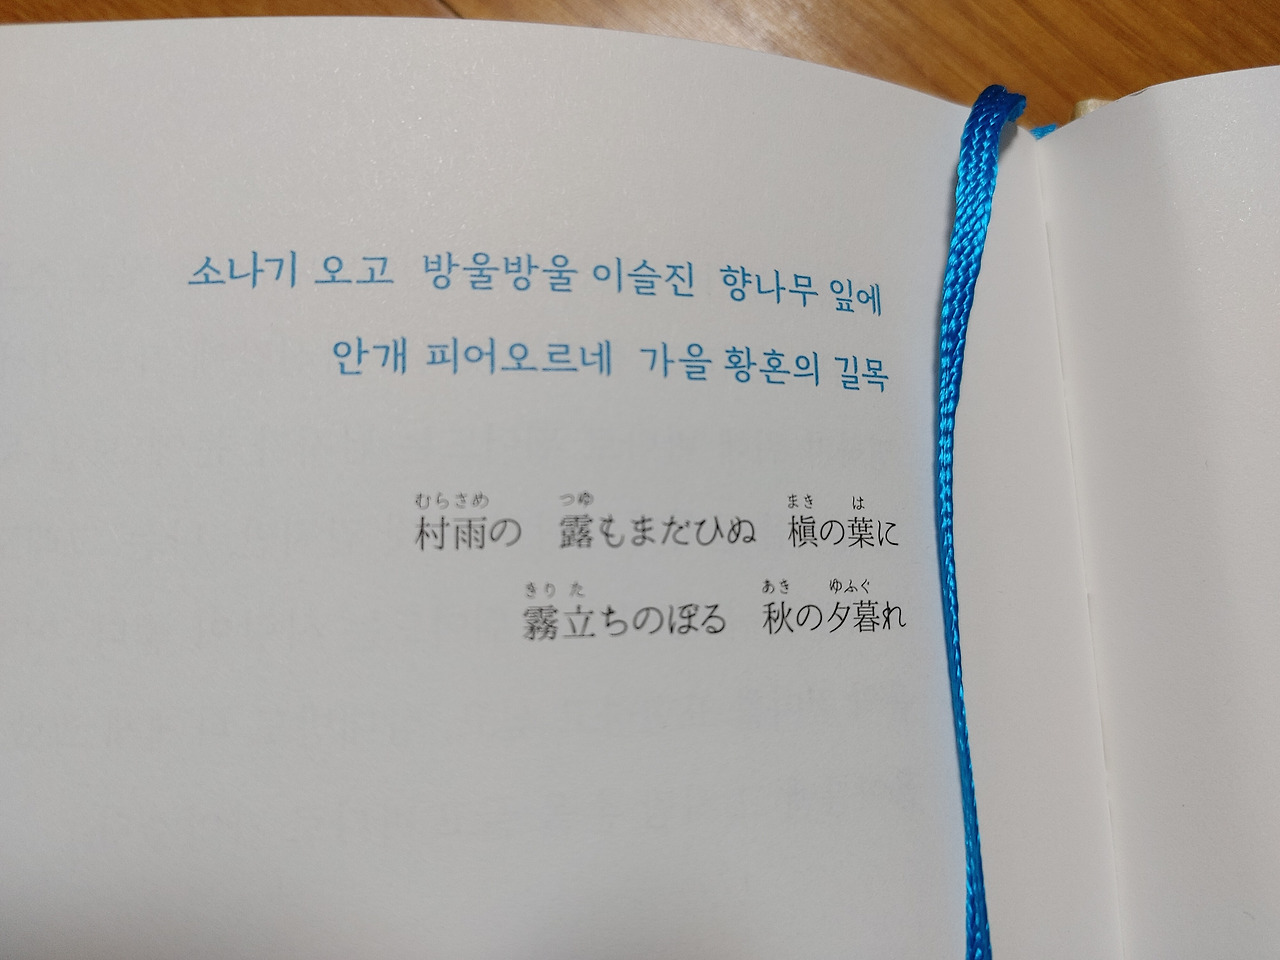 소나기 오고 방울방울 이슬진 향나무 잎에
안개 피어오르네 가을 황혼의 길목
むらさめ つゆ まき は
村雨の 露もまだひぬ 槇の葉に
きり た あき ゆふぐ
霧立ちのぼる 秋の夕暮れ